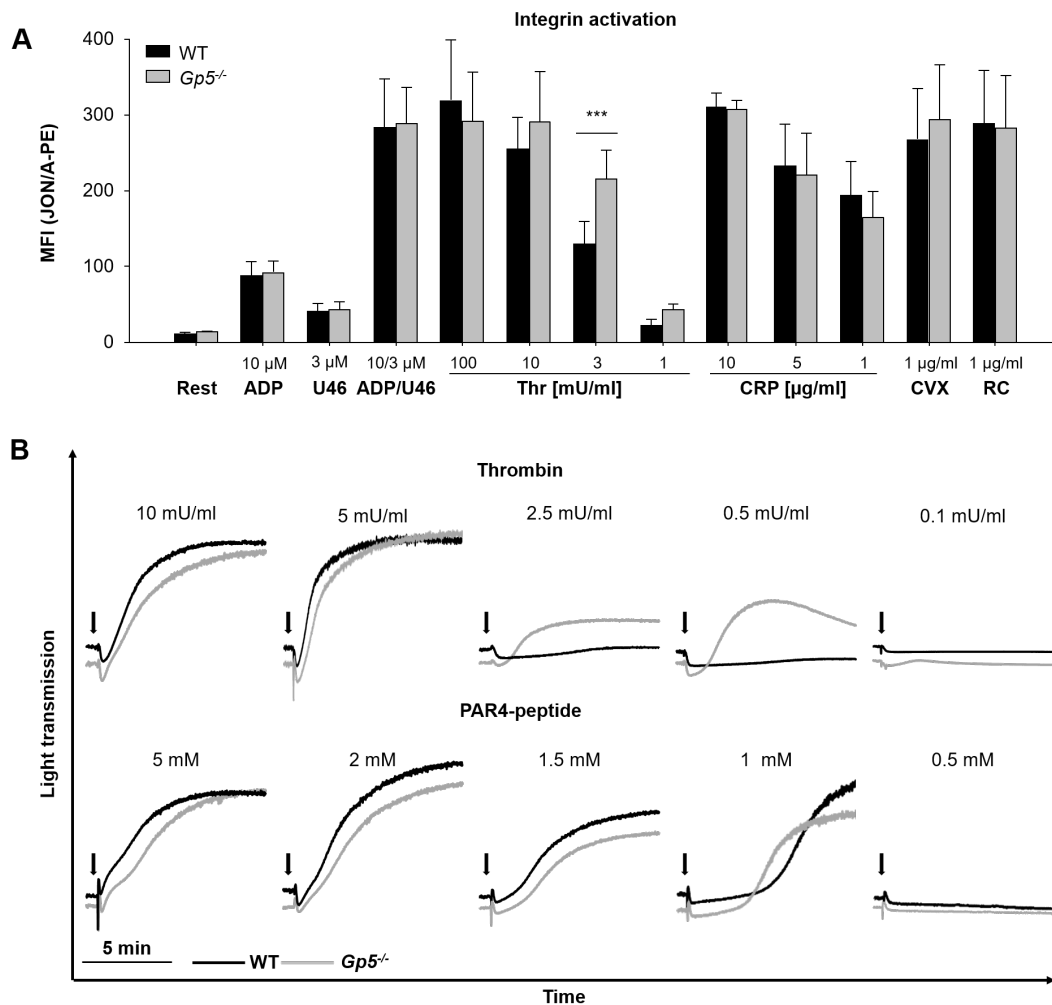 A
Integrin activation
WT
Gp5-/-
MFI (JON/A-PE)
400
300
200
100
0
***
10 µM 3 µM 10/3 µM 100 10 3 1 10 5 1 1 µg/ml 1 µg/ml
Rest ADP U46 ADP/U46 Thr [mU/ml] CRP [µg/ml] CVX RC
B
Thrombin
10 mU/ml 5 mU/ml 2.5 mU/ml 0.5 mU/ml 0.1 mU/ml
Light transmission
PAR4-peptide
5 mM 2 mM 1.5 mM 1 mM 0.5 mM
5 min
WT Gp5-/-
Time